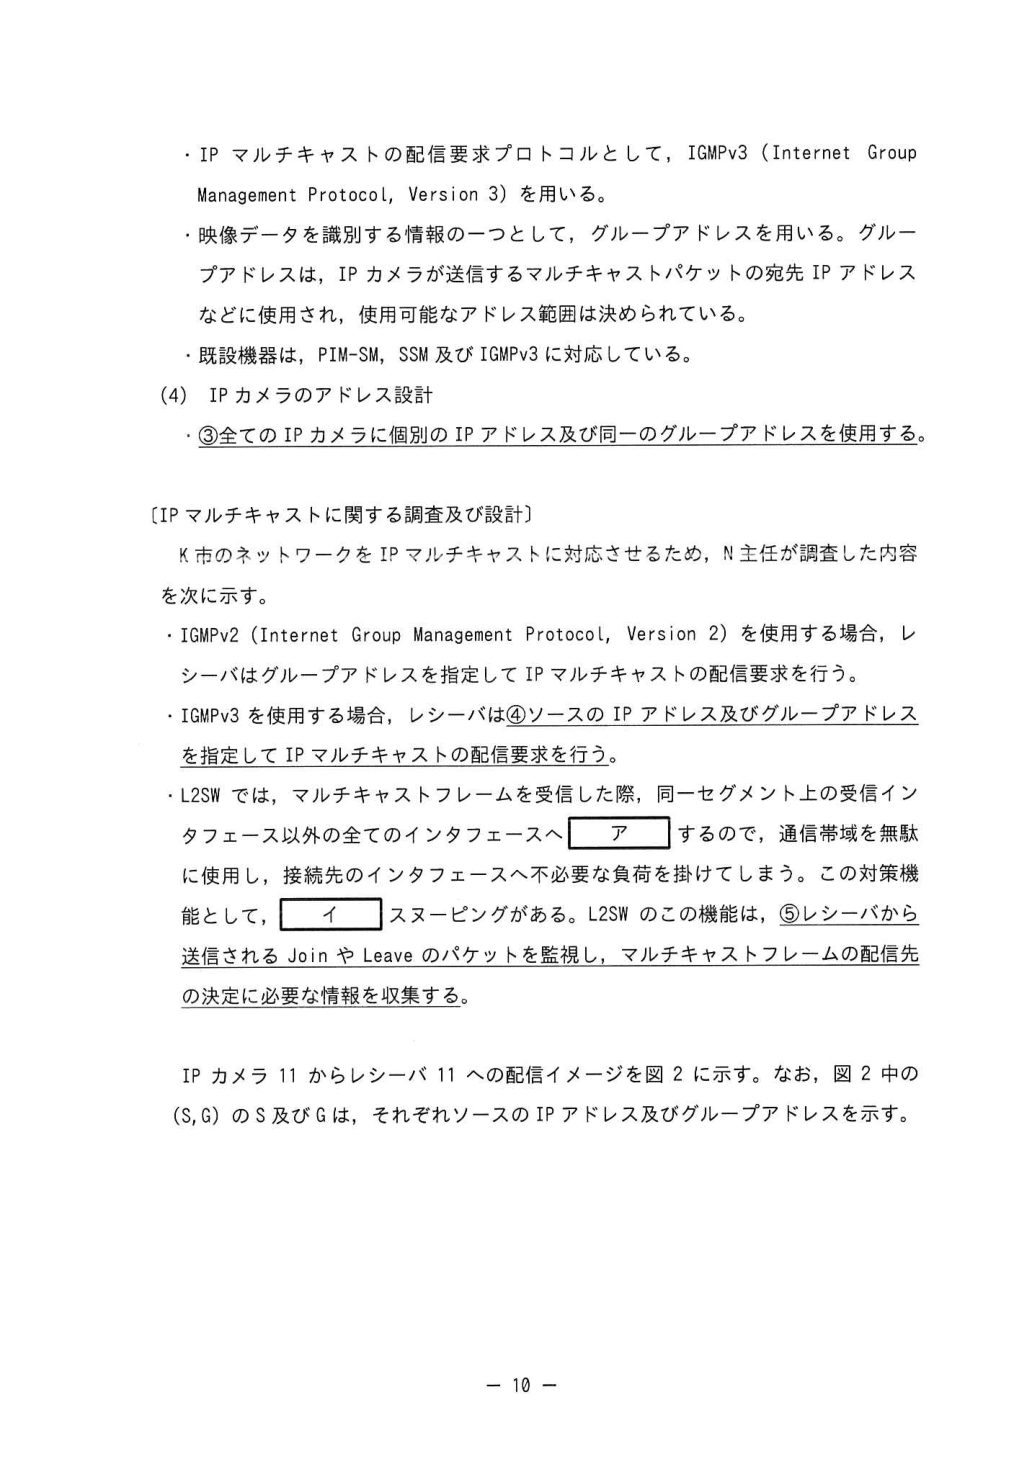 ・IP マルチキャストの配信要求プロトコルとして，IGMPv3（Internet Group
Management Protocol, Version 3）を用いる。
・映像データを識別する情報の一つとして，グループアドレスを用いる。グルー
プアドレスは，IP カメラが送信するマルチキャストパケットの宛先 IP アドレス
などに使用され，使用可能なアドレス範囲は決められている。
・既設機器は，PIM-SM，SSM 及び IGMPv3 に対応している。
(4) IP カメラのアドレス設計
・③全ての IP カメラに個別の IP アドレス及び同一のグループアドレスを使用する。
〔IP マルチキャストに関する調査及び設計〕
K 市のネットワークを IP マルチキャストに対応させるため，N 主任が調査した内容
を次に示す。
・IGMPv2（Internet Group Management Protocol, Version 2）を使用する場合，レ
シーバはグループアドレスを指定して IP マルチキャストの配信要求を行う。
・IGMPv3 を使用する場合，レシーバは④ソースの IP アドレス及びグループアドレス
を指定して IP マルチキャストの配信要求を行う。
・L2SW では，マルチキャストフレームを受信した際，同一セグメント上の受信イン
タフェース以外の全てのインタフェースへ ア するので，通信帯域を無駄
に使用し，接続先のインタフェースへ不必要な負荷を掛けてしまう。この対策機
能として， イ スヌーピングがある。L2SW のこの機能は，⑤レシーバから
送信される Join や Leave のパケットを監視し，マルチキャストフレームの配信先
の決定に必要な情報を収集する。
IP カメラ 11 からレシーバ 11 への配信イメージを図 2 に示す。なお，図 2 中の
(S,G) の S 及び G は，それぞれソースの IP アドレス及びグループアドレスを示す。
－ 10 －